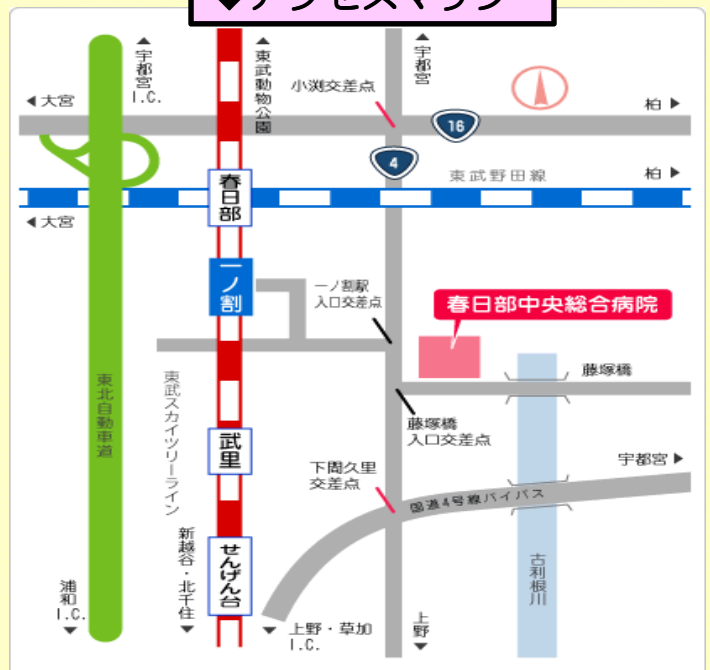 ▼アクセスマップ
▲宇都宮I.C.
▲東武動物公園
▲宇都宮
小渕交差点
◀大宮
16
柏▶
4
東武野田線
柏▶
春日部
◀大宮
一ノ割
一ノ割駅
入口交差点
春日部中央総合病院
東北自動車道
東武スカイツリーライン
藤塚橋
藤塚橋
入口交差点
武里
下間久里
交差点
宇都宮▶
国道4号線バイパス
新越谷・北千住▼
せんげん台
古利根川
浦和I.C.▼
▼上野・草加
I.C.
上野▼